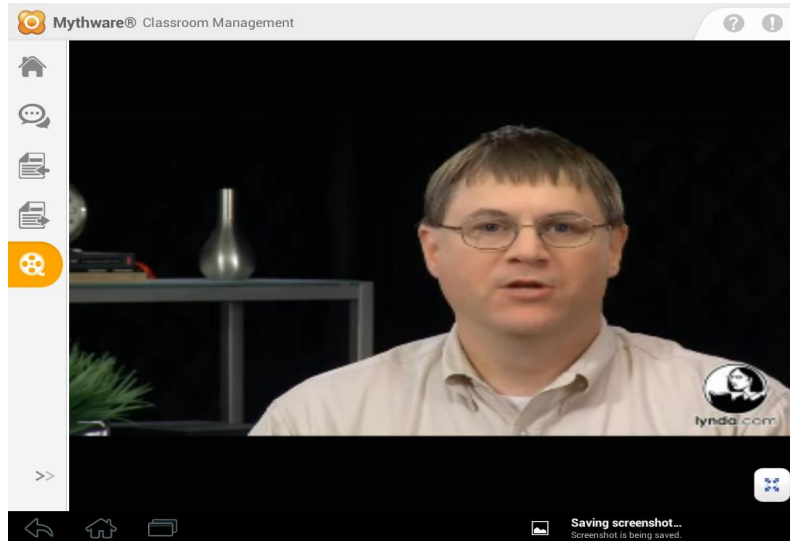 Mythware® Classroom Management
lynda.com
>>
Saving screenshot...
Screenshot is being saved.